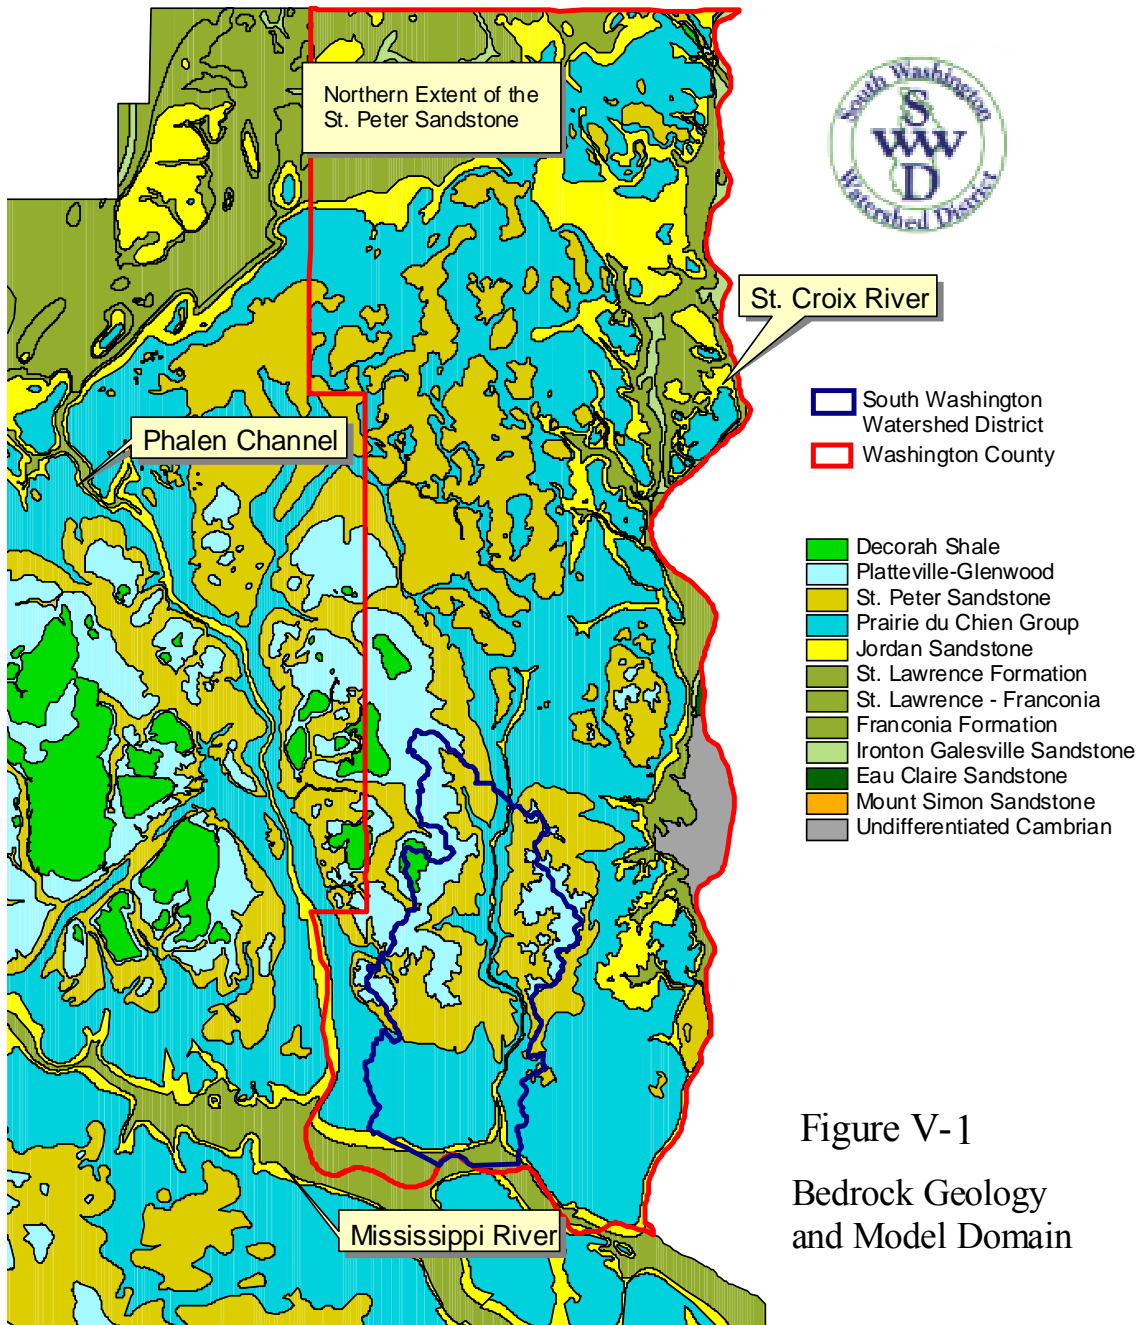 Northern Extent of the
St. Peter Sandstone
South Washington
S
WWW
D
Watershed District
St. Croix River
Phalen Channel
South Washington
Watershed District
Washington County
Decorah Shale
Platteville-Glenwood
St. Peter Sandstone
Prairie du Chien Group
Jordan Sandstone
St. Lawrence Formation
St. Lawrence - Franconia
Franconia Formation
Ironton Galesville Sandstone
Eau Claire Sandstone
Mount Simon Sandstone
Undifferentiated Cambrian
Mississippi River
Figure V-1
Bedrock Geology
and Model Domain